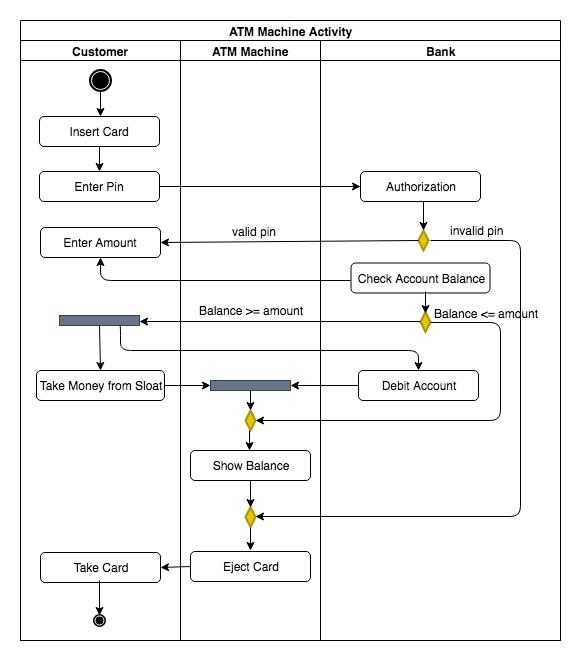 ATM Machine Activity
Customer
ATM Machine
Bank
Insert Card
Enter Pin
Authorization
valid pin
invalid pin
Enter Amount
Check Account Balance
Balance >= amount
Balance <= amount
Take Money from Sloat
Debit Account
Show Balance
Take Card
Eject Card